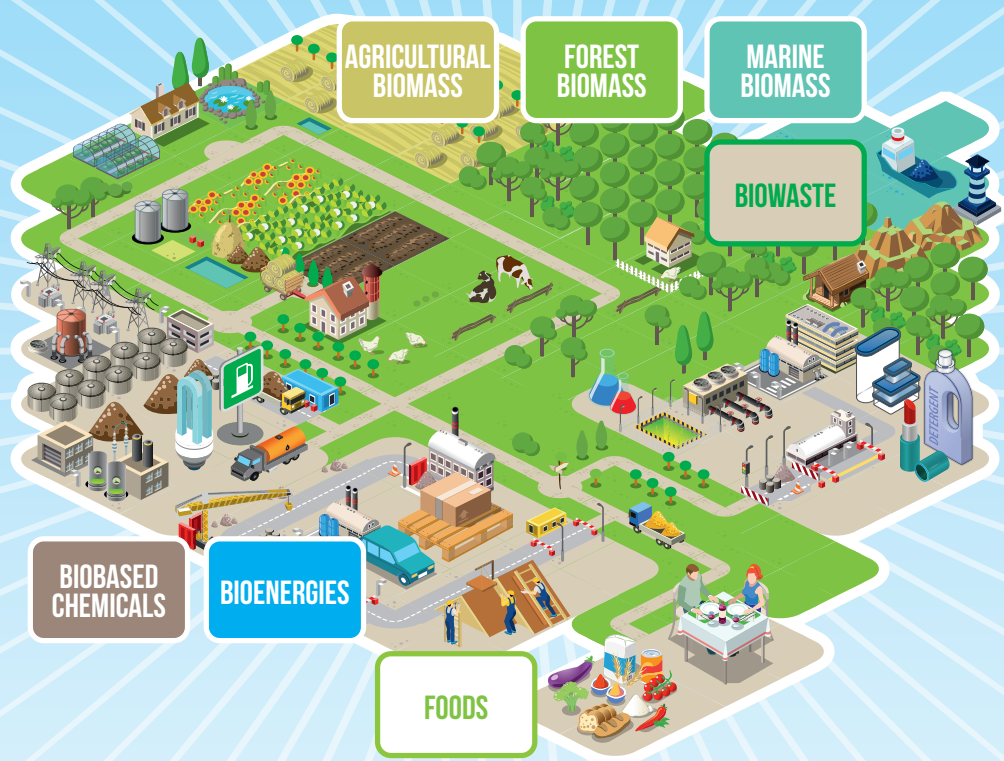 AGRICULTURAL
BIOMASS
FOREST
BIOMASS
MARINE
BIOMASS
BIOWASTE
DETERGENT
BIOBASED
CHEMICALS
BIOENERGIES
FOODS